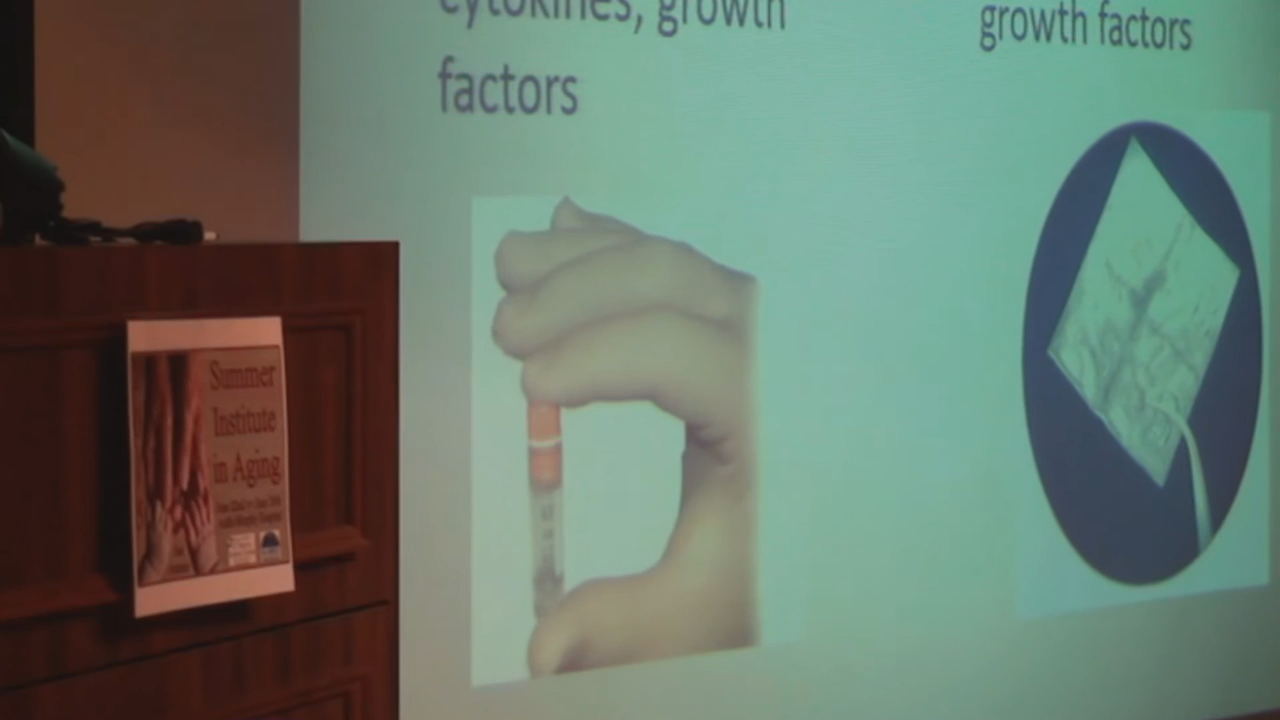 cytokines, growth
factors
growth factors
Summer
Institute
in Aging